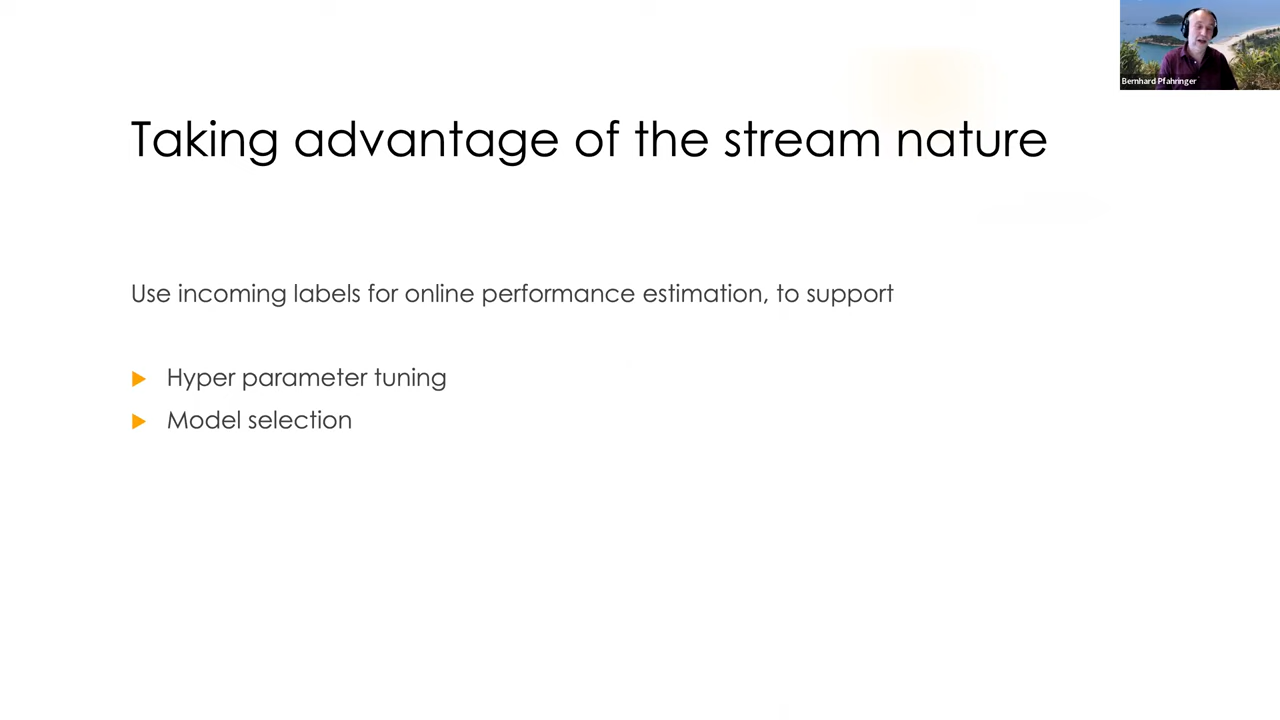 Bernhard Pfahringer
Taking advantage of the stream nature
Use incoming labels for online performance estimation, to support
Hyper parameter tuning
Model selection